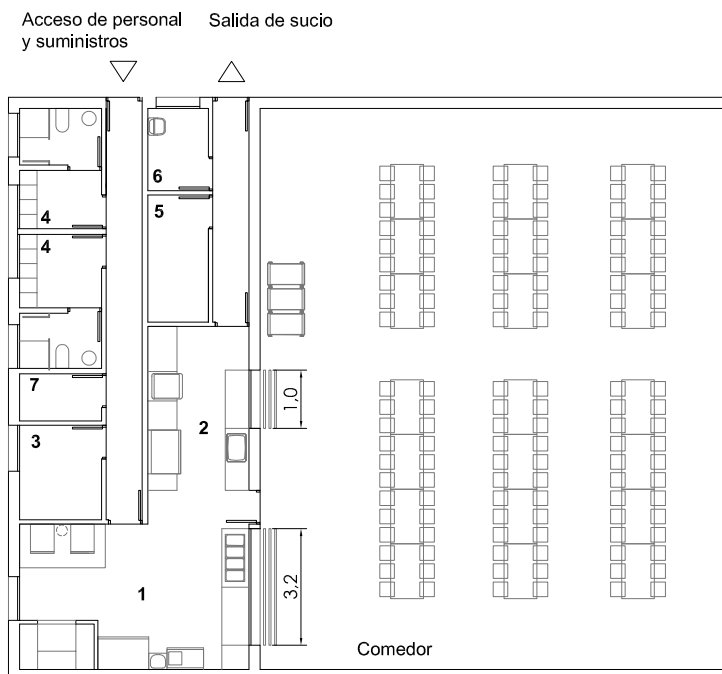 Acceso de personal
y suministros
Salida de sucio
6
5
4
4
7
3
2
1,0
1
3,2
Comedor